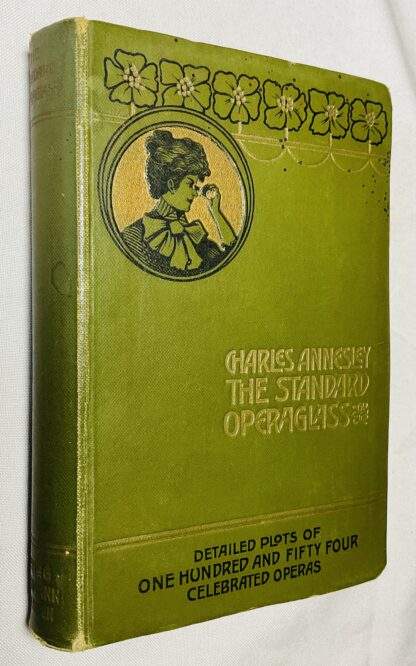 CHARLES ANNESLEY
THE STANDARD
OPERAGLASS
DETAILED PLOTS OF
ONE HUNDRED AND FIFTY FOUR
CELEBRATED OPERAS